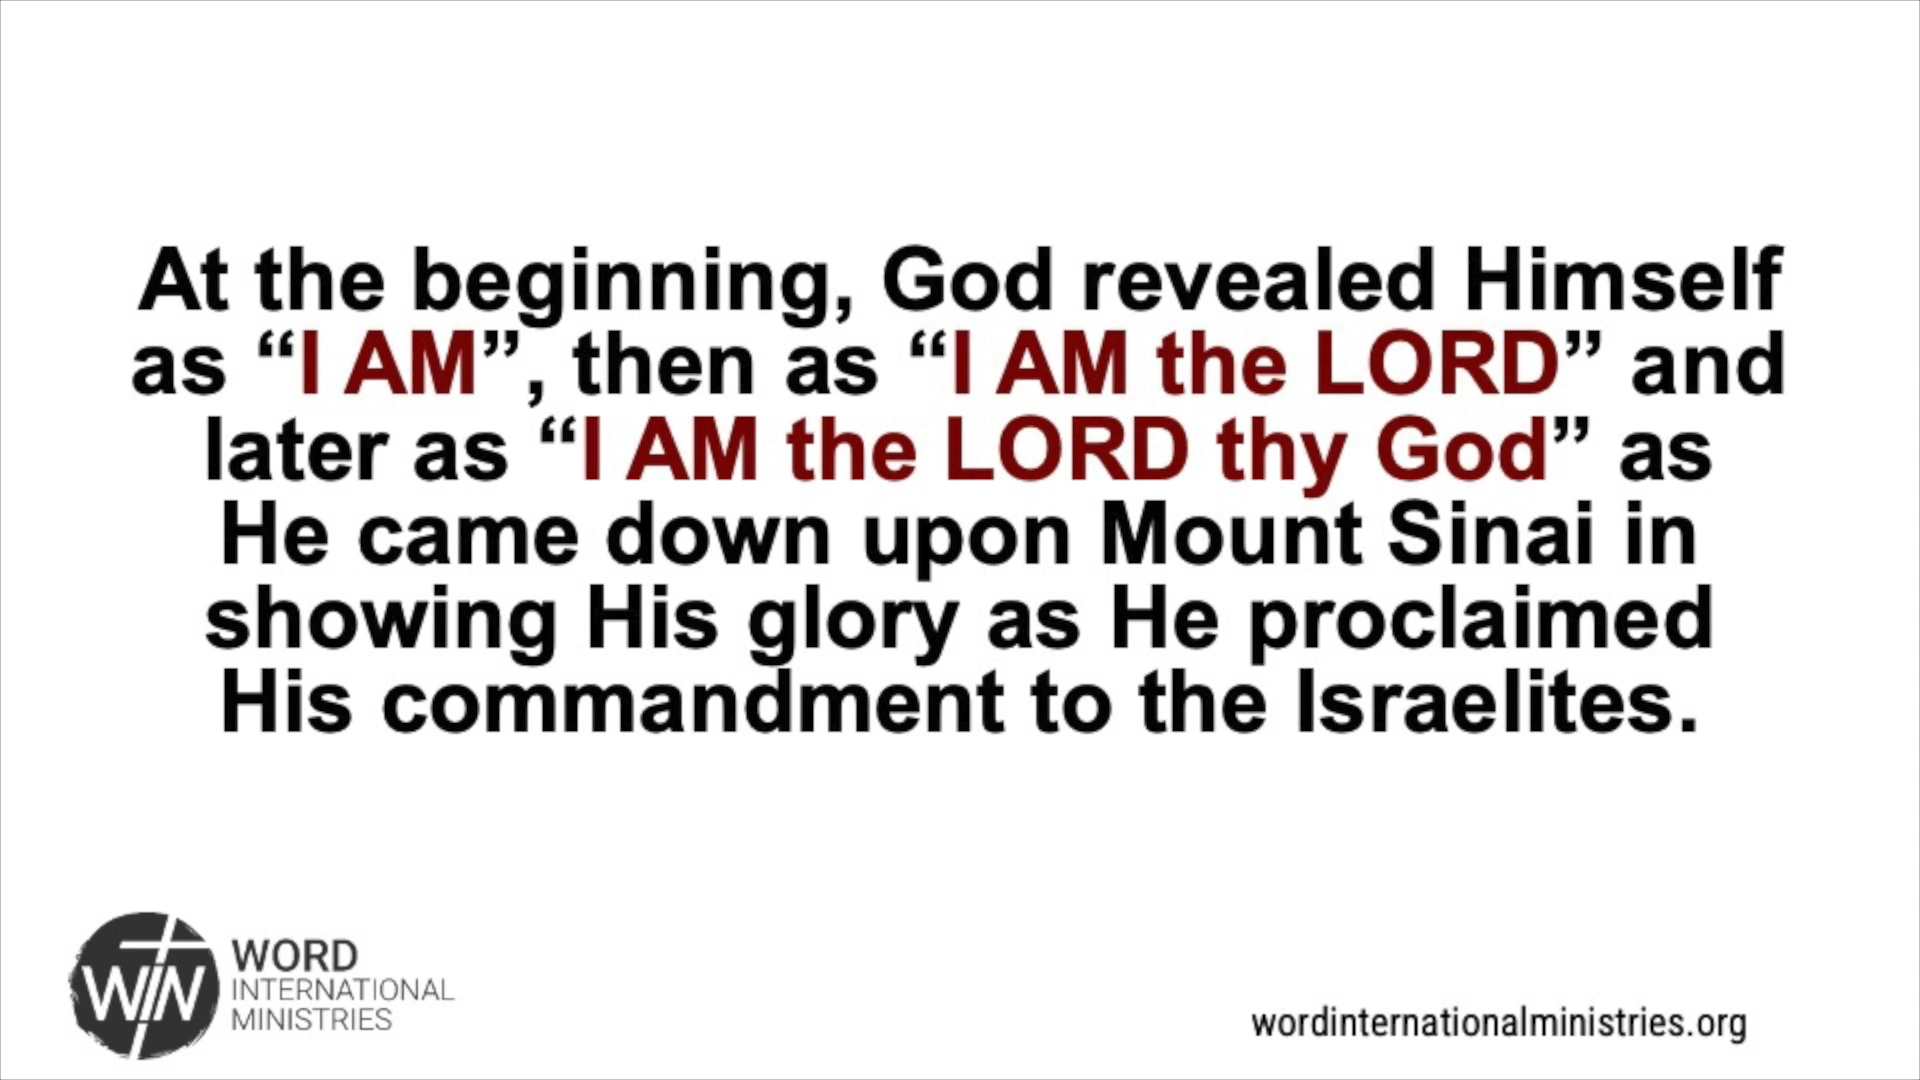 At the beginning, God revealed Himself
as “I AM”, then as “I AM the LORD” and
later as “I AM the LORD thy God” as
He came down upon Mount Sinai in
showing His glory as He proclaimed
His commandment to the Israelites.
WIN
WORD
INTERNATIONAL
MINISTRIES
wordinternationalministries.org